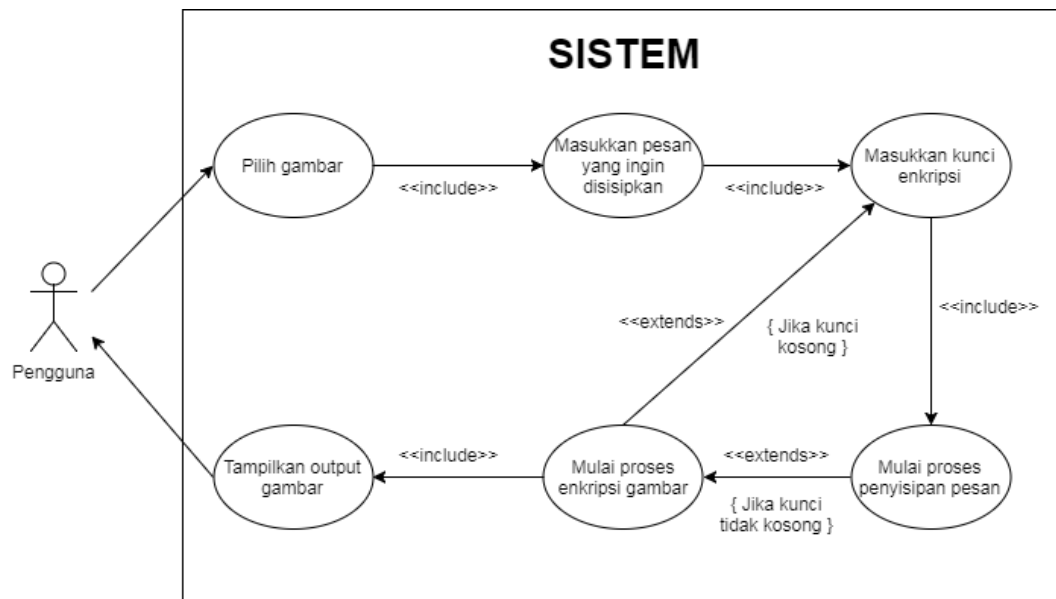 SISTEM
Pilih gambar
<<include>>
Masukkan pesan
yang ingin
disisipkan
<<include>>
Masukkan kunci
enkripsi
<<extends>>
{ Jika kunci
kosong }
<<include>>
Pengguna
Tampilkan output
gambar
<<include>>
Mulai proses
enkripsi gambar
<<extends>>
{ Jika kunci
tidak kosong }
Mulai proses
penyisipan pesan